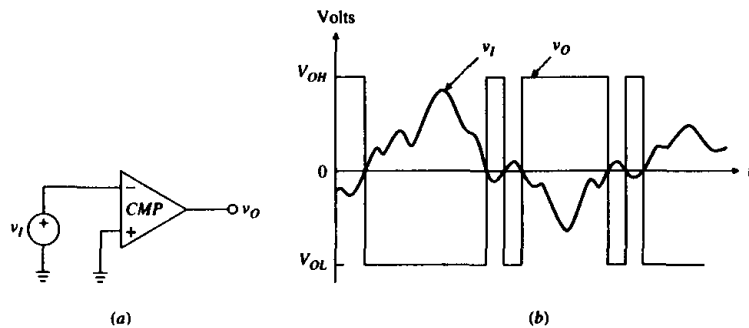 Volts
v_I
v_O
V_OH
0
t
V_OL
−
CMP
+
v_I
+
v_O
(a)
(b)